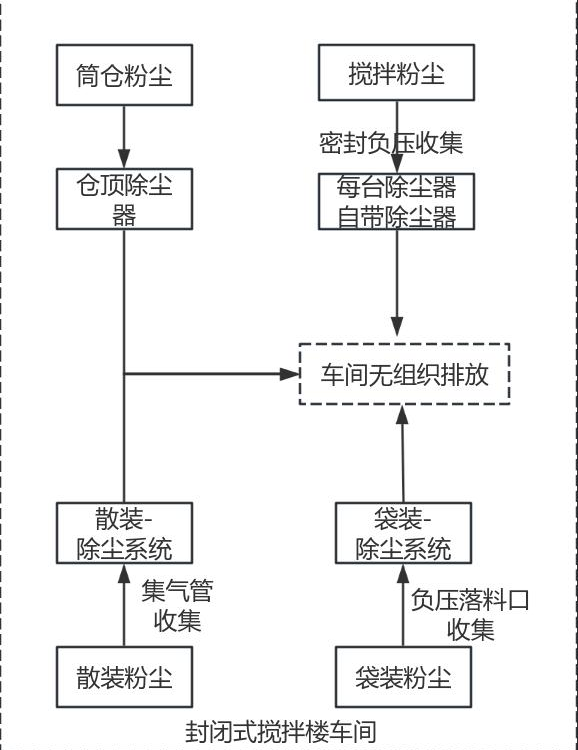 筒仓粉尘
搅拌粉尘
密封负压收集
仓顶除尘
器
每台除尘器
自带除尘器
车间无组织排放
散装-
除尘系统
袋装-
除尘系统
集气管
收集
负压落料口
收集
散装粉尘
袋装粉尘
封闭式搅拌楼车间